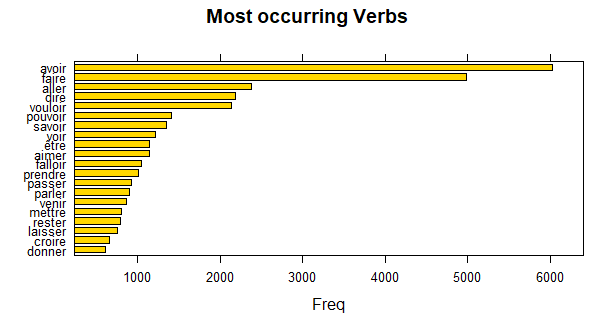 Most occurring Verbs
avoir
faire
aller
dire
vouloir
pouvoir
savoir
voir
être
aimer
falloir
prendre
passer
parler
venir
mettre
rester
laisser
croire
donner
1000 2000 3000 4000 5000 6000
Freq